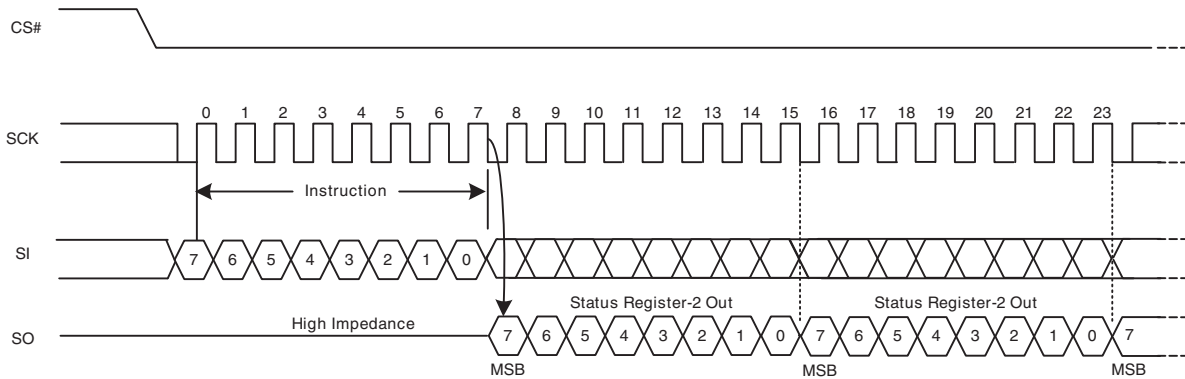 CS#
0 1 2 3 4 5 6 7 8 9 10 11 12 13 14 15 16 17 18 19 20 21 22 23
SCK
Instruction
SI
7 6 5 4 3 2 1 0
Status Register-2 Out Status Register-2 Out
High Impedance
SO
7 6 5 4 3 2 1 0 7 6 5 4 3 2 1 0 7
MSB MSB MSB